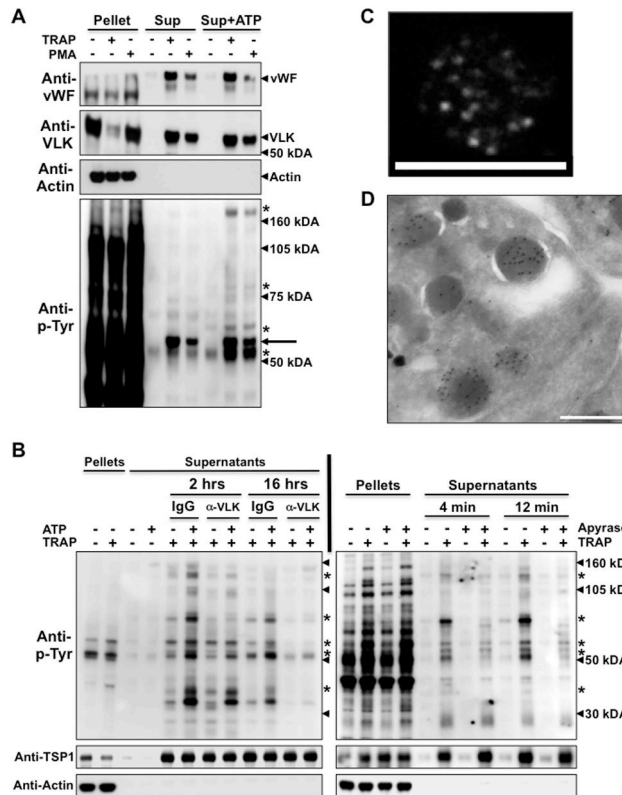 A
Pellet Sup Sup+ATP
TRAP - + - - + - - + -
PMA - - + - - + - - +
Anti-vWF
vWF
Anti-VLK
VLK
50 kDA
Anti-Actin
Actin
Anti-p-Tyr
*
160 kDA
105 kDA
*
75 kDA
*
*
50 kDA
C
D
B
Pellets Supernatants
2 hrs 16 hrs
IgG α-VLK IgG α-VLK
ATP - - - + - + - + - + - +
TRAP - + - - + + + + + + + +
Anti-p-Tyr
*
*
*
*
*
Anti-TSP1
Anti-Actin
Pellets Supernatants
4 min 12 min
- - + + - - + + - - + + Apyrase
- + - + - + - + - + - + TRAP
160 kD
*
105 kD
*
*
*
50 kD
*
30 kD